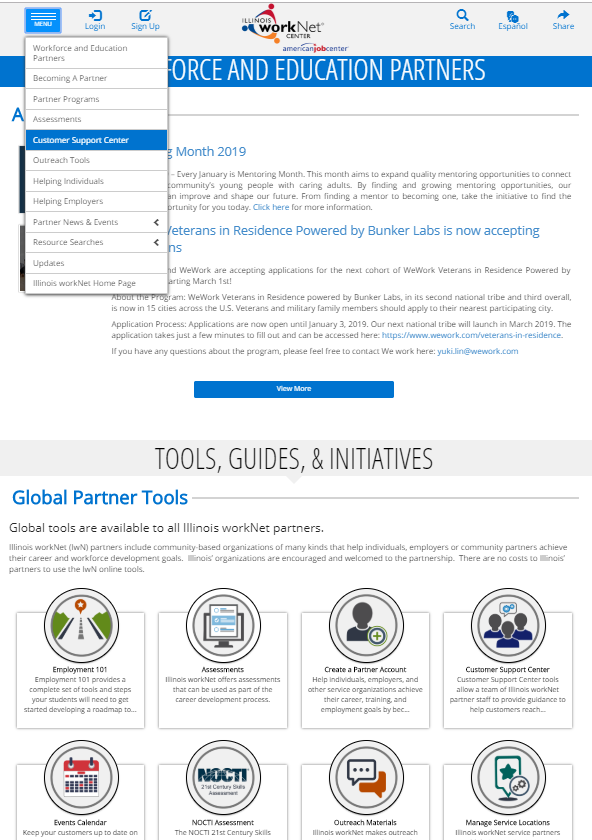 MENU
Login
Sign Up
ILLINOIS
workNet®
CENTER
americanjobcenter
Search
Español
Share
FORCE AND EDUCATION PARTNERS
Workforce and Education
Partners
Becoming A Partner
Partner Programs
Assessments
Customer Support Center
Outreach Tools
Helping Individuals
Helping Employers
Partner News & Events
Resource Searches
Updates
Illinois workNet Home Page
A
g Month 2019
– Every January is Mentoring Month. This month aims to expand quality mentoring opportunities to connect
ommunity's young people with caring adults. By finding and growing mentoring opportunities, our
an improve and shape our future. From finding a mentor to becoming one, take the initiative to find the
ortunity for you today. Click here for more information.
Veterans in Residence Powered by Bunker Labs is now accepting
ns
nd WeWork are accepting applications for the next cohort of WeWork Veterans in Residence Powered by
arting March 1st!
About the Program: WeWork Veterans in Residence powered by Bunker Labs, in its second national tribe and third overall,
is now in 15 cities across the U.S. Veterans and military family members should apply to their nearest participating city.
Application Process: Applications are now open until January 3, 2019. Our next national tribe will launch in March 2019. The
application takes just a few minutes to fill out and can be accessed here: https://www.wework.com/veterans-in-residence.
If you have any questions about the program, please feel free to contact We work here: yuki.lin@wework.com
View More
TOOLS, GUIDES, & INITIATIVES
Global Partner Tools
Global tools are available to all Illinois workNet partners.
Illinois workNet (IwN) partners include community-based organizations of many kinds that help individuals, employers or community partners achieve
their career and workforce development goals. Illinois' organizations are encouraged and welcomed to the partnership. There are no costs to Illinois'
partners to use the IwN online tools.
Employment 101
Employment 101 provides a
complete set of tools and steps
your students will need to get
started developing a roadmap to...
Assessments
Illinois workNet offers assessments
that can be used as part of the
career development process.
Create a Partner Account
Help individuals, employers, and
other service organizations achieve
their career, training, and
employment goals by bec...
Customer Support Center
Customer Support Center tools
allow a team of Illinois workNet
partner staff to provide guidance to
help customers reach...
Events Calendar
Keep your customers up to date on
NOCTI
21st Century Skills
Assessment
NOCTI Assessment
The NOCTI 21st Century Skills
Outreach Materials
Illinois workNet makes outreach
Manage Service Locations
Illinois workNet service partners